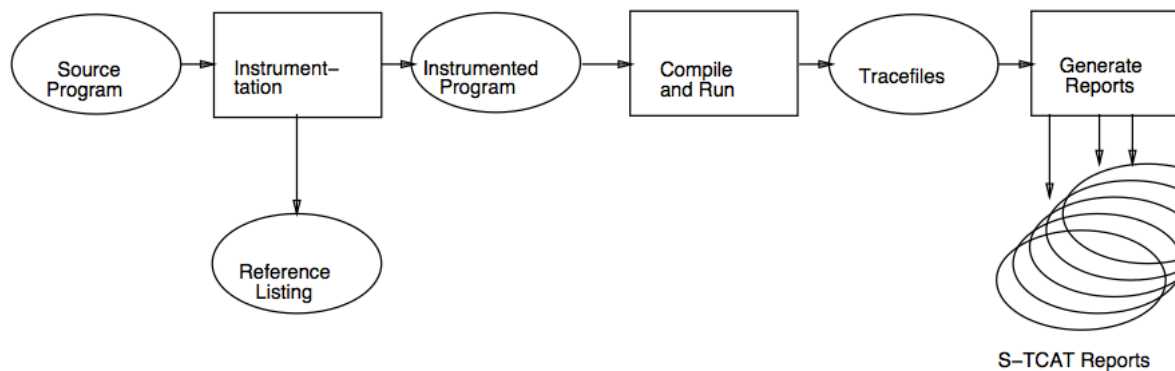 Source
Program
Instrument–
tation
Instrumented
Program
Compile
and Run
Tracefiles
Generate
Reports
Reference
Listing
S–TCAT Reports